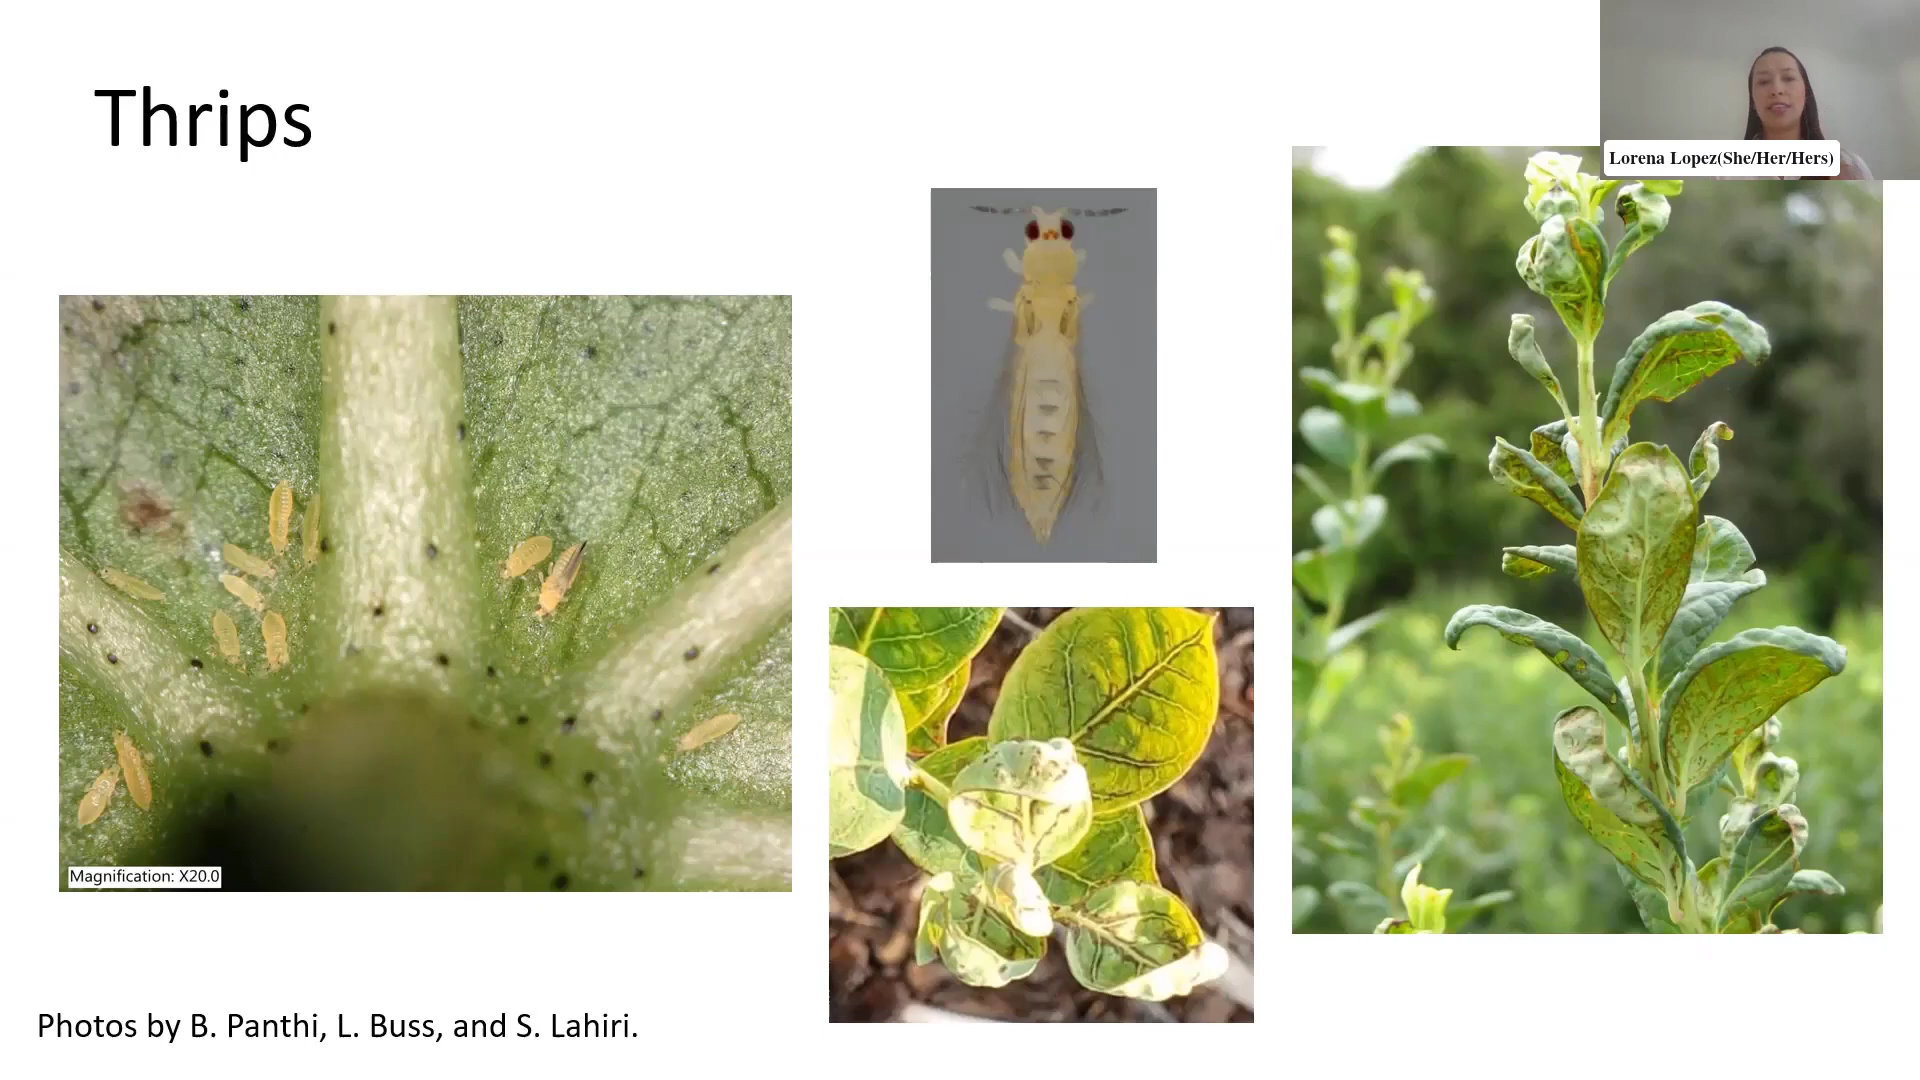 Thrips
Lorena Lopez(She/Her/Hers)
Magnification: X20.0
Photos by B. Panthi, L. Buss, and S. Lahiri.